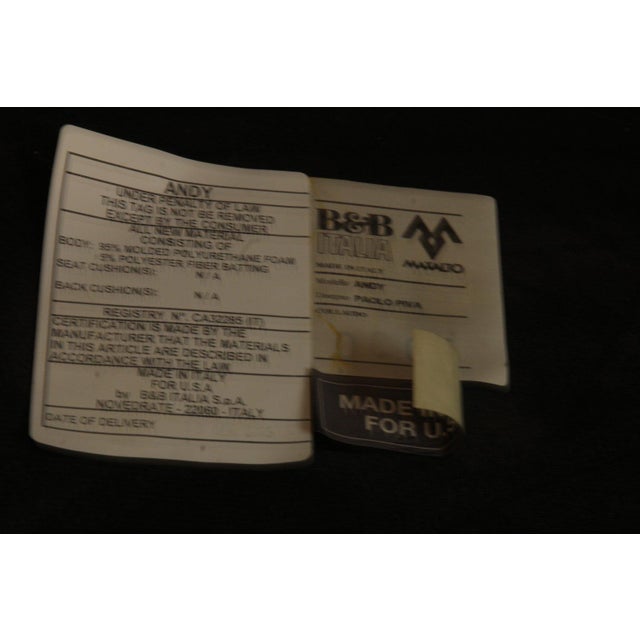 ANDY
UNDER PENALTY OF LAW
THIS TAG IS NOT BE REMOVED
EXCEPT BY THE CONSUMER
ALL NEW MATERIAL
CONSISTING OF
BODY: 95% MOLDED POLYURETHANE FOAM
5% POLYESTER FIBER BATTING
SEAT CUSHION(S): N/A
BACK CUSHION(S): N/A
REGISTRY N°. CA32285 (IT)
CERTIFICATION IS MADE BY THE
MANUFACTURER THAT THE MATERIALS
IN THIS ARTICLE ARE DESCRIBED IN
ACCORDANCE WITH THE LAW
MADE IN ITALY
FOR U.S.A
by B&B ITALIA S.p.A.
NOVEDRATE - 22060 - ITALY
DATE OF DELIVERY
B&B
ITALIA
MADE IN ITALY
Modello ANDY
PAOLO PIVA
COLLAUDO
MADE IN
FOR U.S